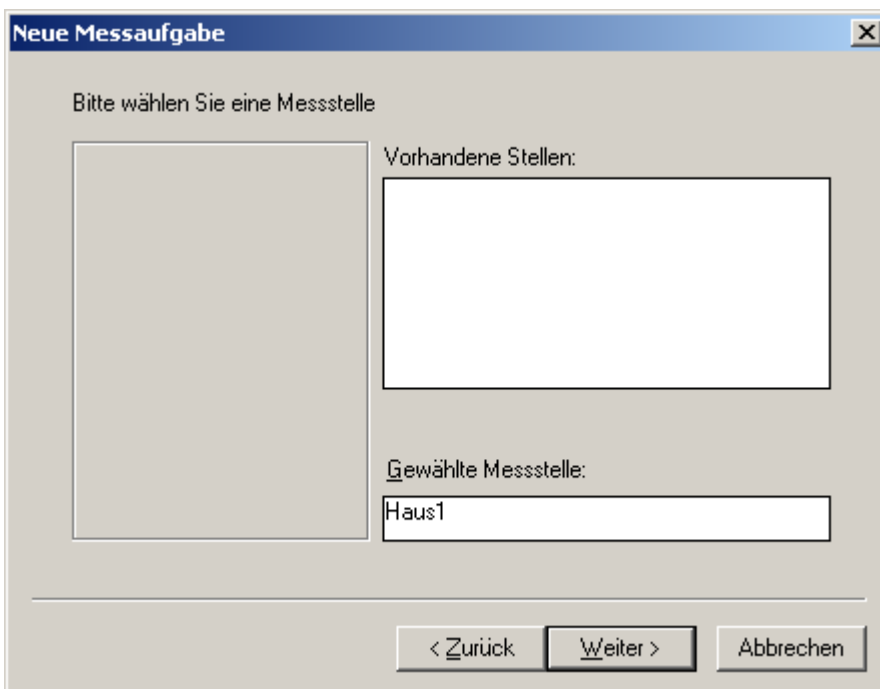 Neue Messaufgabe
Bitte wählen Sie eine Messstelle
Vorhandene Stellen:
Gewählte Messstelle:
Haus1
< Zurück
Weiter >
Abbrechen